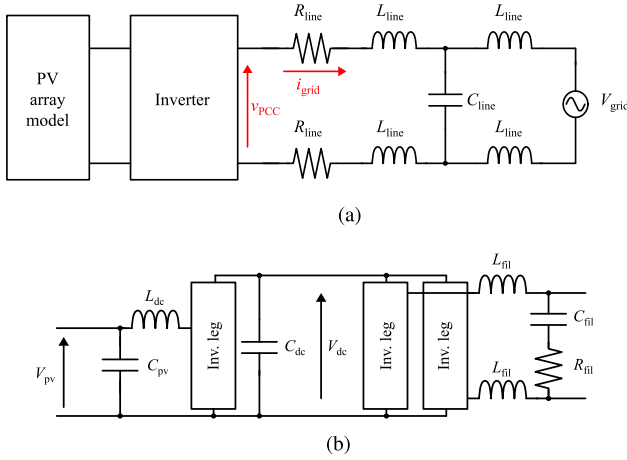 R_line L_line L_line
PV array model
Inverter
v_PCC
i_grid
C_line
V_grid
R_line L_line L_line
(a)
L_dc
V_pv
C_pv
Inv. leg
C_dc
V_dc
Inv. leg
Inv. leg
L_fil
C_fil
R_fil
L_fil
(b)